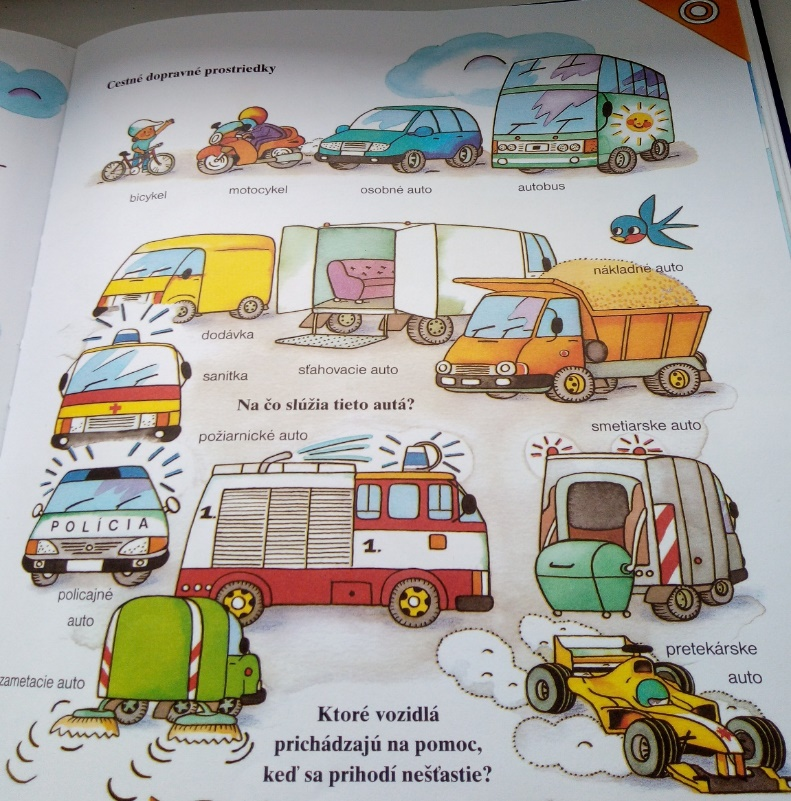 Cestné dopravné prostriedky
bicykel
motocykel
osobné auto
autobus
nákladné auto
dodávka
sťahovacie auto
sanitka
Na čo slúžia tieto autá?
smetiarske auto
požiarnické auto
1.
1.
POLÍCIA
policajné
auto
pretekárske
auto
zametacie auto
Ktoré vozidlá
prichádzajú na pomoc,
keď sa prihodí nešťastie?